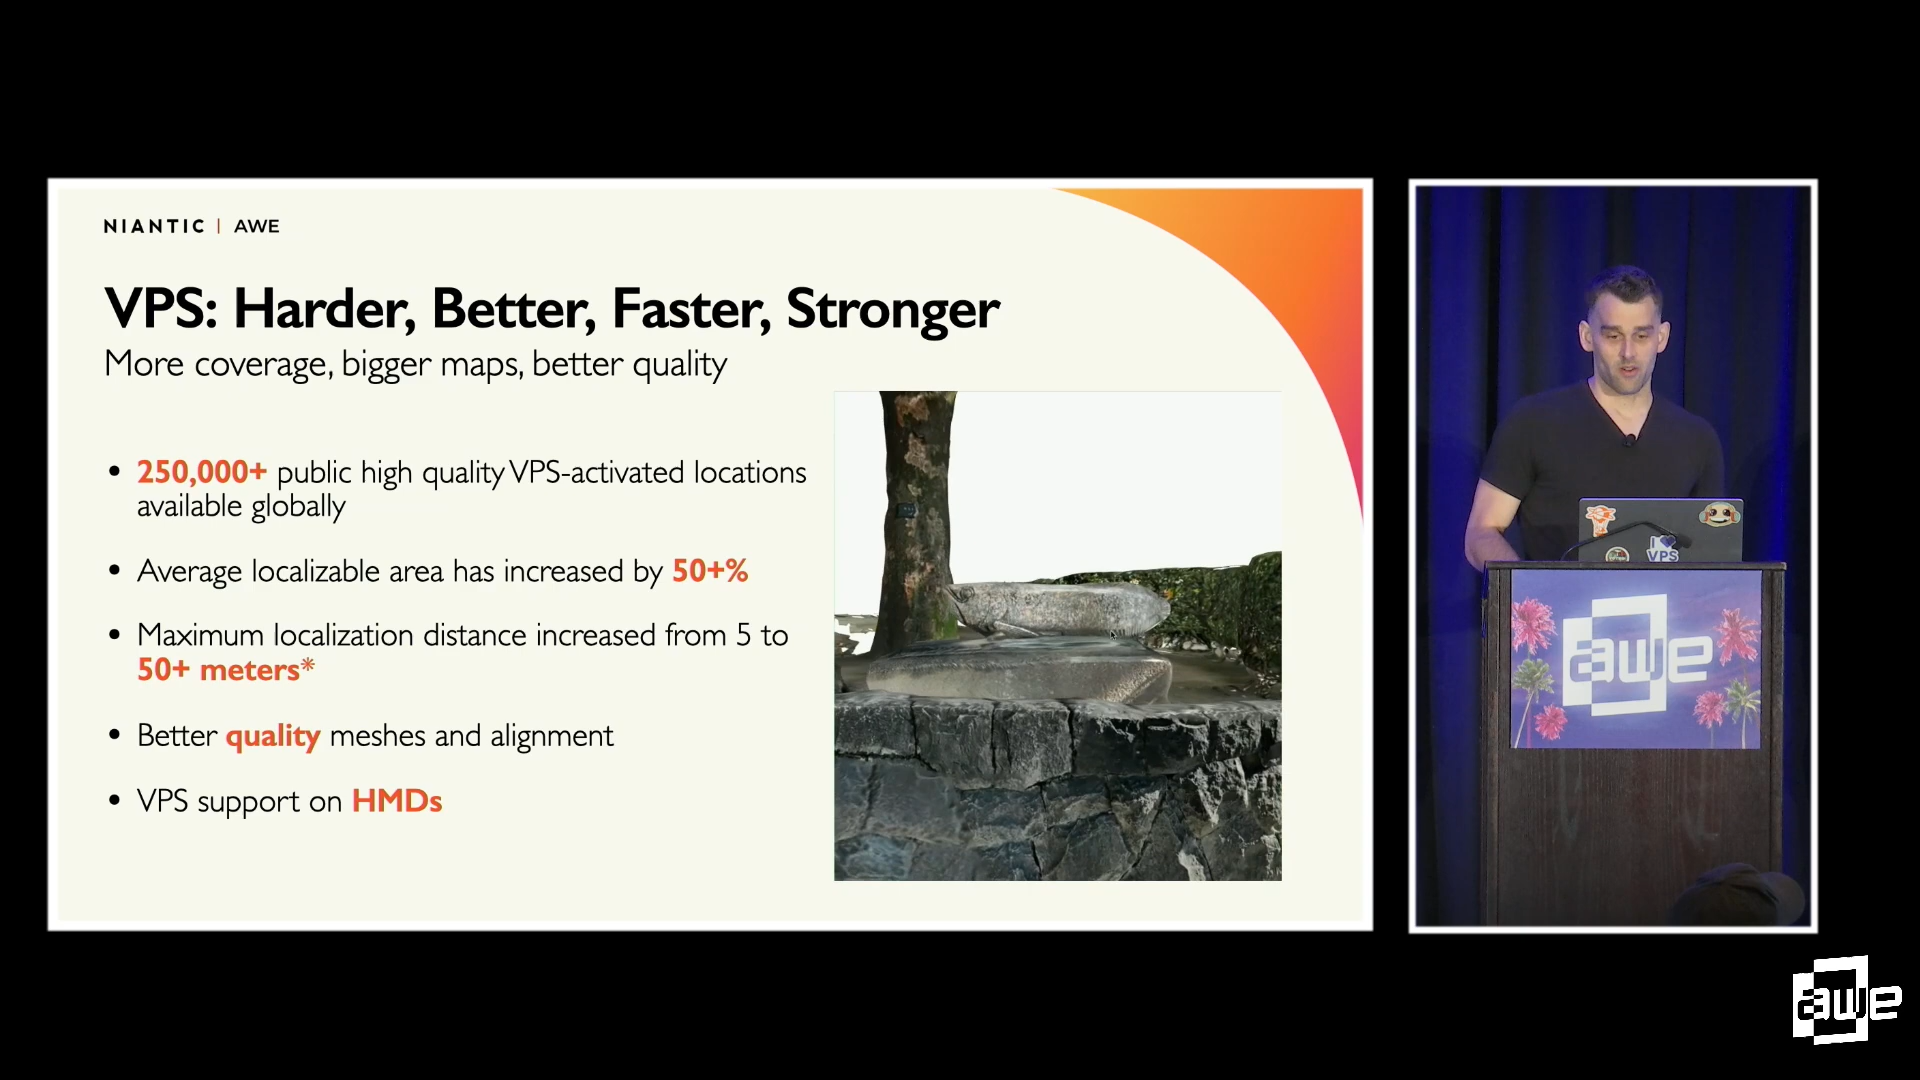 NIANTIC | AWE
VPS: Harder, Better, Faster, Stronger
More coverage, bigger maps, better quality
• 250,000+ public high quality VPS-activated locations
available globally
• Average localizable area has increased by 50+%
• Maximum localization distance increased from 5 to
50+ meters*
• Better quality meshes and alignment
• VPS support on HMDs
I
VPS
awe
awe